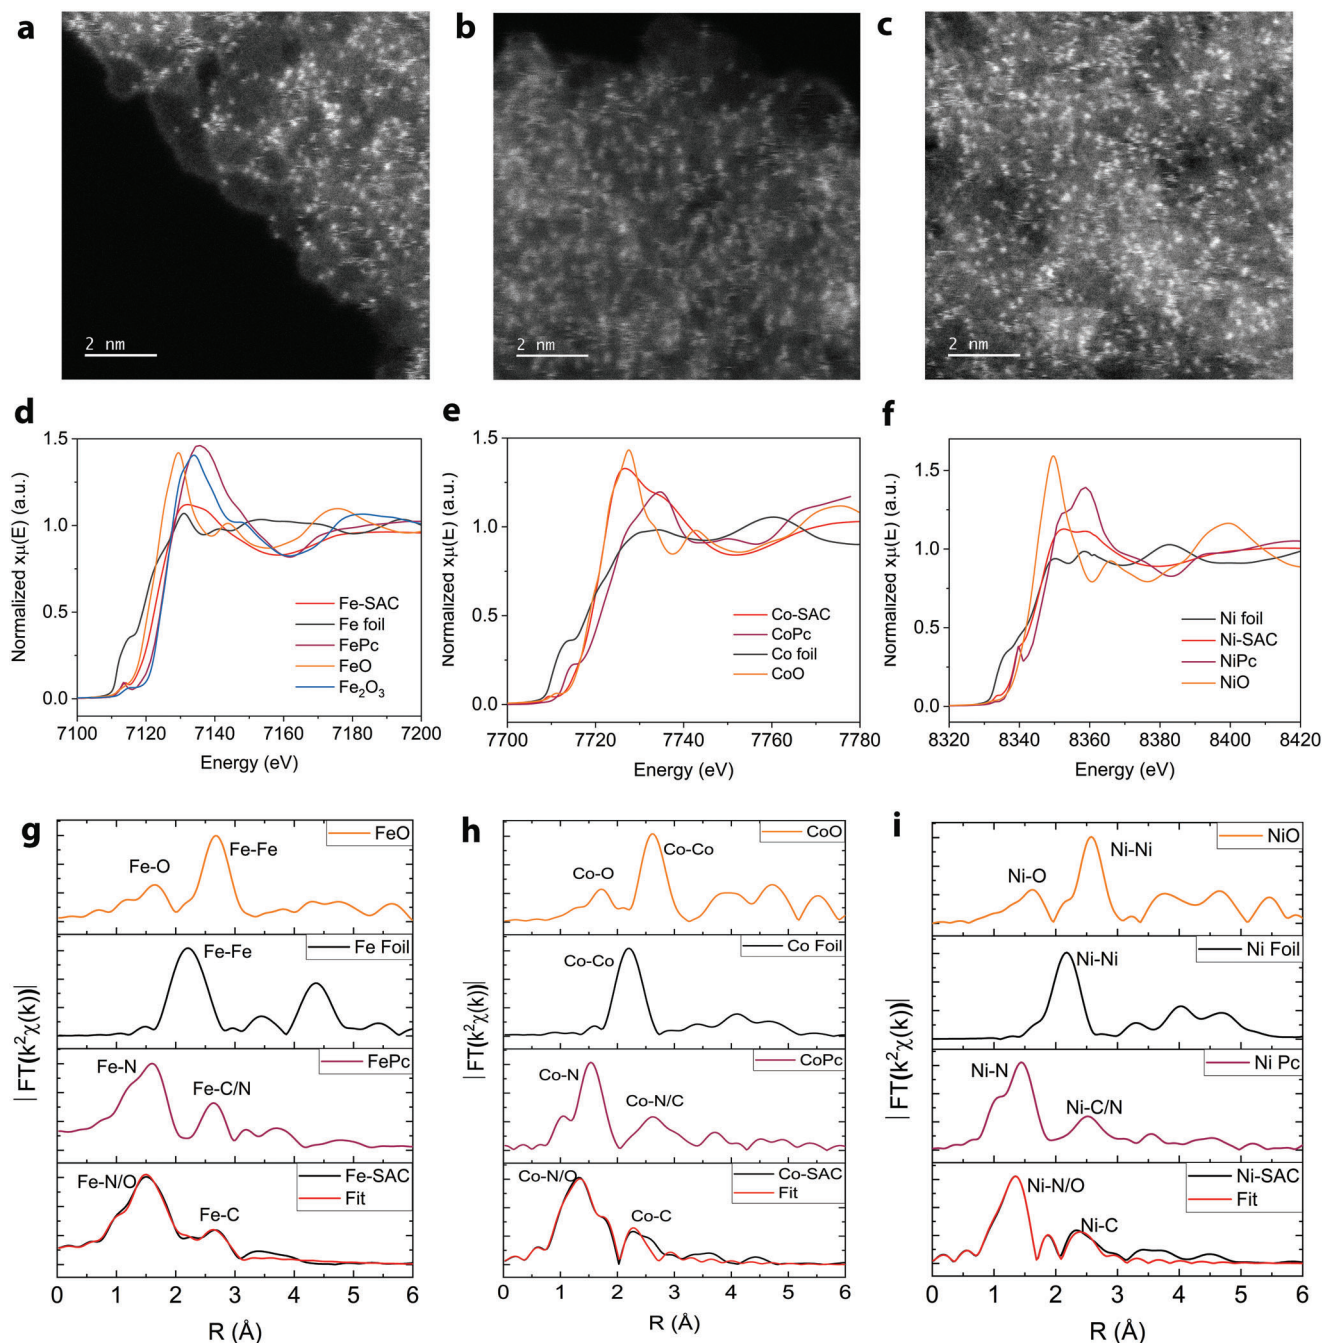 a
b
c
2 nm
2 nm
2 nm
d
e
f
Normalized xμ(E) (a.u.)
1.5
1.0
0.5
0.0
Fe-SAC
Fe foil
FePc
FeO
Fe₂O₃
7100 7120 7140 7160 7180 7200
Energy (eV)
Normalized xμ(E) (a.u.)
1.5
1.0
0.5
0.0
Co-SAC
CoPc
Co foil
CoO
7700 7720 7740 7760 7780
Energy (eV)
Normalized xμ(E) (a.u.)
1.5
1.0
0.5
0.0
Ni foil
Ni-SAC
NiPc
NiO
8320 8340 8360 8380 8400 8420
Energy (eV)
g
|FT(k²χ(k))|
FeO
Fe-O
Fe-Fe
Fe Foil
Fe-Fe
FePc
Fe-N
Fe-C/N
Fe-SAC
Fit
Fe-N/O
Fe-C
0 1 2 3 4 5 6
R (Å)
h
|FT(k²χ(k))|
CoO
Co-O
Co-Co
Co Foil
Co-Co
CoPc
Co-N
Co-N/C
Co-SAC
Fit
Co-N/O
Co-C
0 1 2 3 4 5 6
R (Å)
i
|FT(k²χ(k))|
NiO
Ni-O
Ni-Ni
Ni Foil
Ni-Ni
Ni Pc
Ni-N
Ni-C/N
Ni-SAC
Fit
Ni-N/O
Ni-C
0 1 2 3 4 5 6
R (Å)